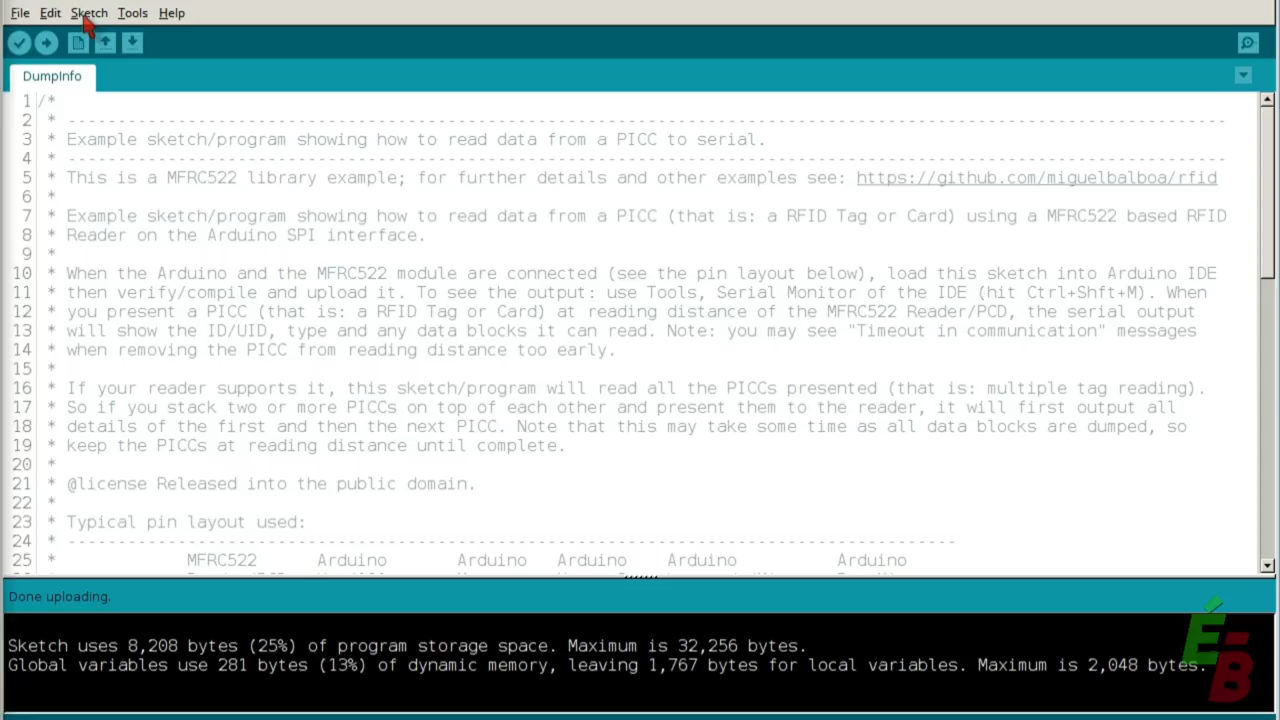 File Edit Sketch Tools Help
DumpInfo
1 /*
2 * --------------------------------------------------------------------------------------------------------------------
3 * Example sketch/program showing how to read data from a PICC to serial.
4 * --------------------------------------------------------------------------------------------------------------------
5 * This is a MFRC522 library example; for further details and other examples see: https://github.com/miguelbalboa/rfid
6 *
7 * Example sketch/program showing how to read data from a PICC (that is: a RFID Tag or Card) using a MFRC522 based RFID
8 * Reader on the Arduino SPI interface.
9 *
10 * When the Arduino and the MFRC522 module are connected (see the pin layout below), load this sketch into Arduino IDE
11 * then verify/compile and upload it. To see the output: use Tools, Serial Monitor of the IDE (hit Ctrl+Shft+M). When
12 * you present a PICC (that is: a RFID Tag or Card) at reading distance of the MFRC522 Reader/PCD, the serial output
13 * will show the ID/UID, type and any data blocks it can read. Note: you may see "Timeout in communication" messages
14 * when removing the PICC from reading distance too early.
15 *
16 * If your reader supports it, this sketch/program will read all the PICCs presented (that is: multiple tag reading).
17 * So if you stack two or more PICCs on top of each other and present them to the reader, it will first output all
18 * details of the first and then the next PICC. Note that this may take some time as all data blocks are dumped, so
19 * keep the PICCs at reading distance until complete.
20 *
21 * @license Released into the public domain.
22 *
23 * Typical pin layout used:
24 * -----------------------------------------------------------------------------------------
25 * MFRC522 Arduino Arduino Arduino Arduino Arduino
Done uploading.
Sketch uses 8,208 bytes (25%) of program storage space. Maximum is 32,256 bytes.
Global variables use 281 bytes (13%) of dynamic memory, leaving 1,767 bytes for local variables. Maximum is 2,048 bytes.
EB